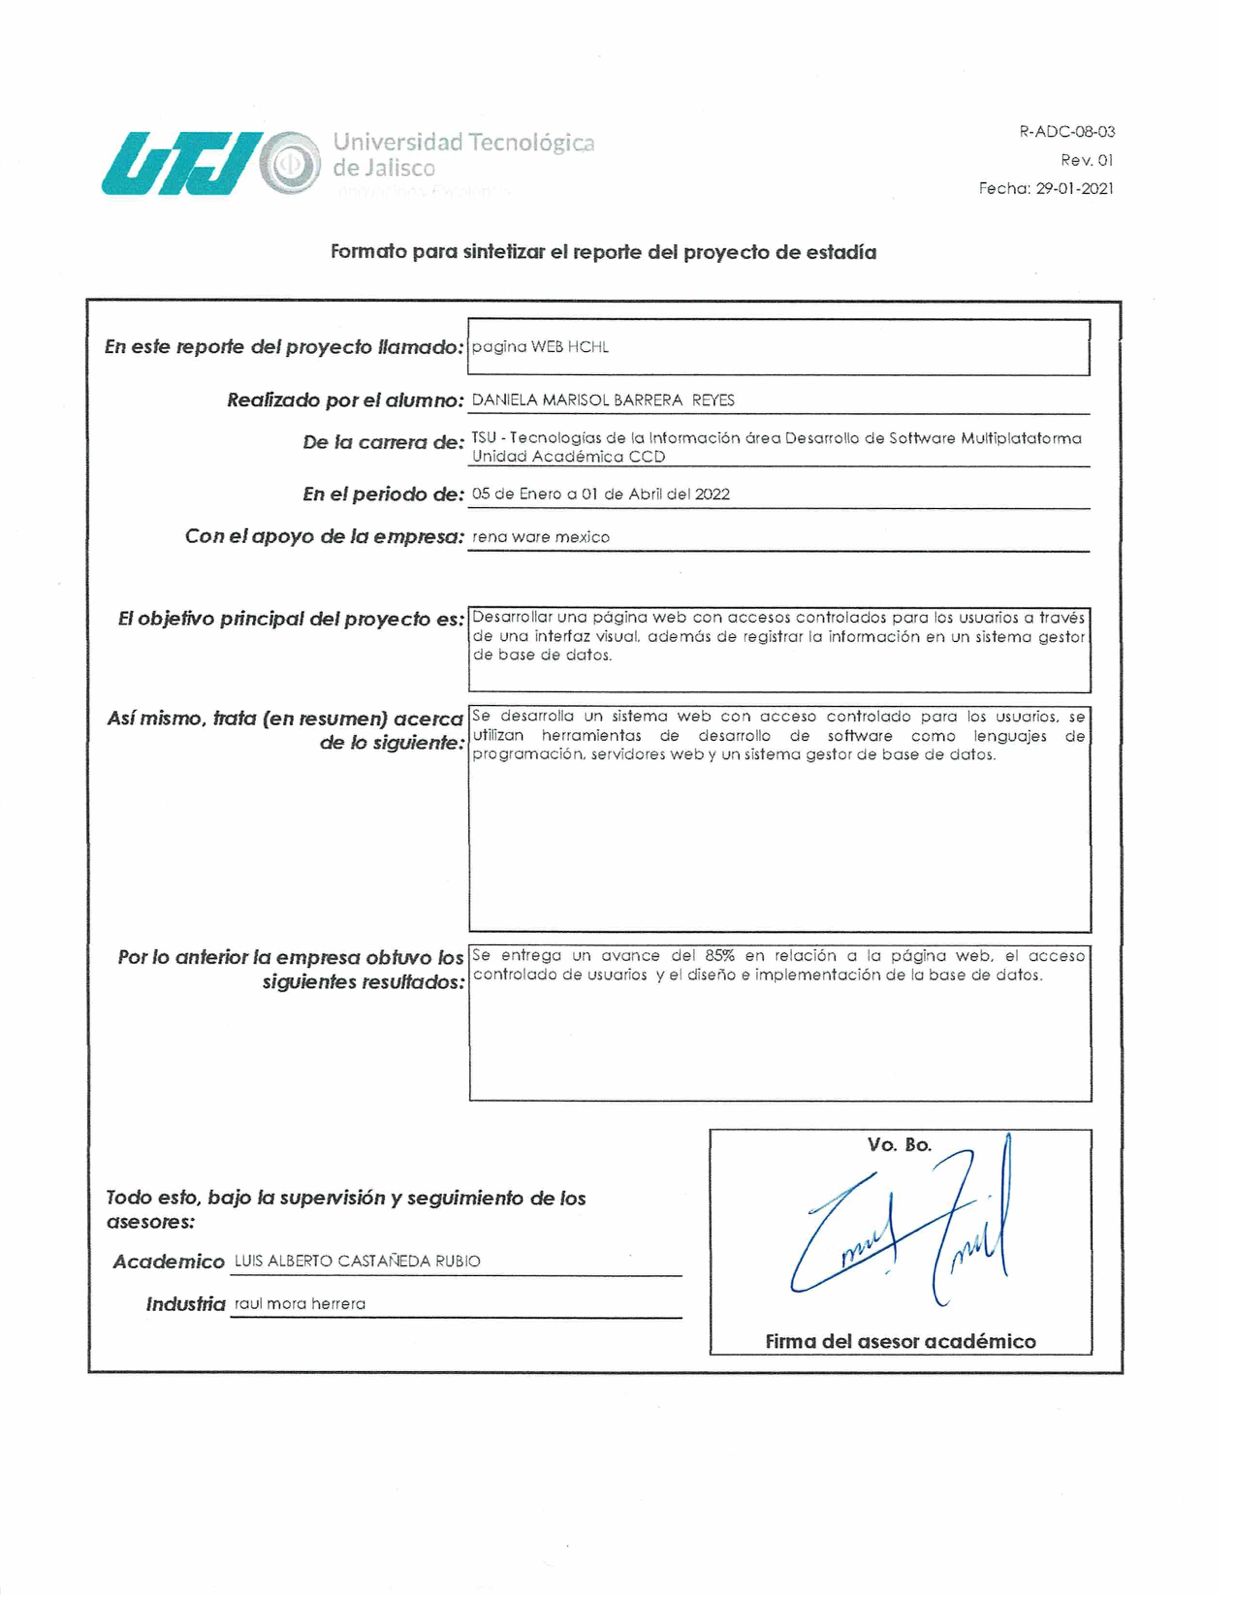 UTJ Universidad Tecnológica
de Jalisco
R-ADC-08-03
Rev. 01
Fecha: 29-01-2021
Formato para sintetizar el reporte del proyecto de estadía
En este reporte del proyecto llamado: pagina WEB HCHL
Realizado por el alumno: DANIELA MARISOL BARRERA REYES
De la carrera de: TSU - Tecnologías de la Información área Desarrollo de Software Multiplataforma
Unidad Académica CCD
En el periodo de: 05 de Enero a 01 de Abril del 2022
Con el apoyo de la empresa: rena ware mexico
El objetivo principal del proyecto es: Desarrollar una página web con accesos controlados para los usuarios a través
de una interfaz visual, además de registrar la información en un sistema gestor
de base de datos.
Así mismo, trata (en resumen) acerca
de lo siguiente:
Se desarrolla un sistema web con acceso controlado para los usuarios, se
utilizan herramientas de desarrollo de software como lenguajes de
programación, servidores web y un sistema gestor de base de datos.
Por lo anterior la empresa obtuvo los
siguientes resultados:
Se entrega un avance del 85% en relación a la página web, el acceso
controlado de usuarios y el diseño e implementación de la base de datos.
Vo. Bo.
Todo esto, bajo la supervisión y seguimiento de los
asesores:
Academico LUIS ALBERTO CASTAÑEDA RUBIO
Industria raul mora herrera
Firma del asesor académico